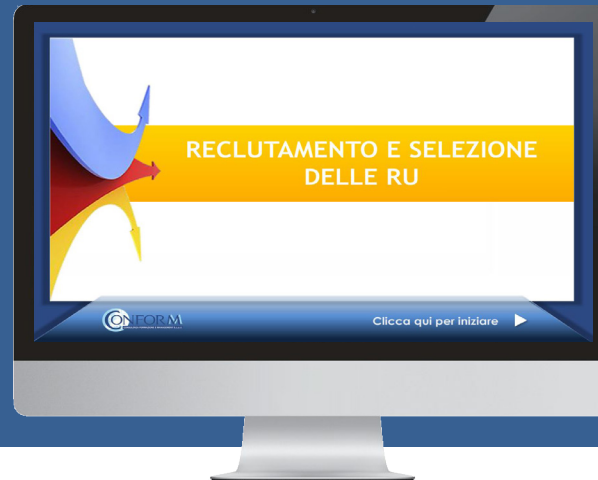 RECLUTAMENTO E SELEZIONE
DELLE RU
CONFORM
Clicca qui per iniziare